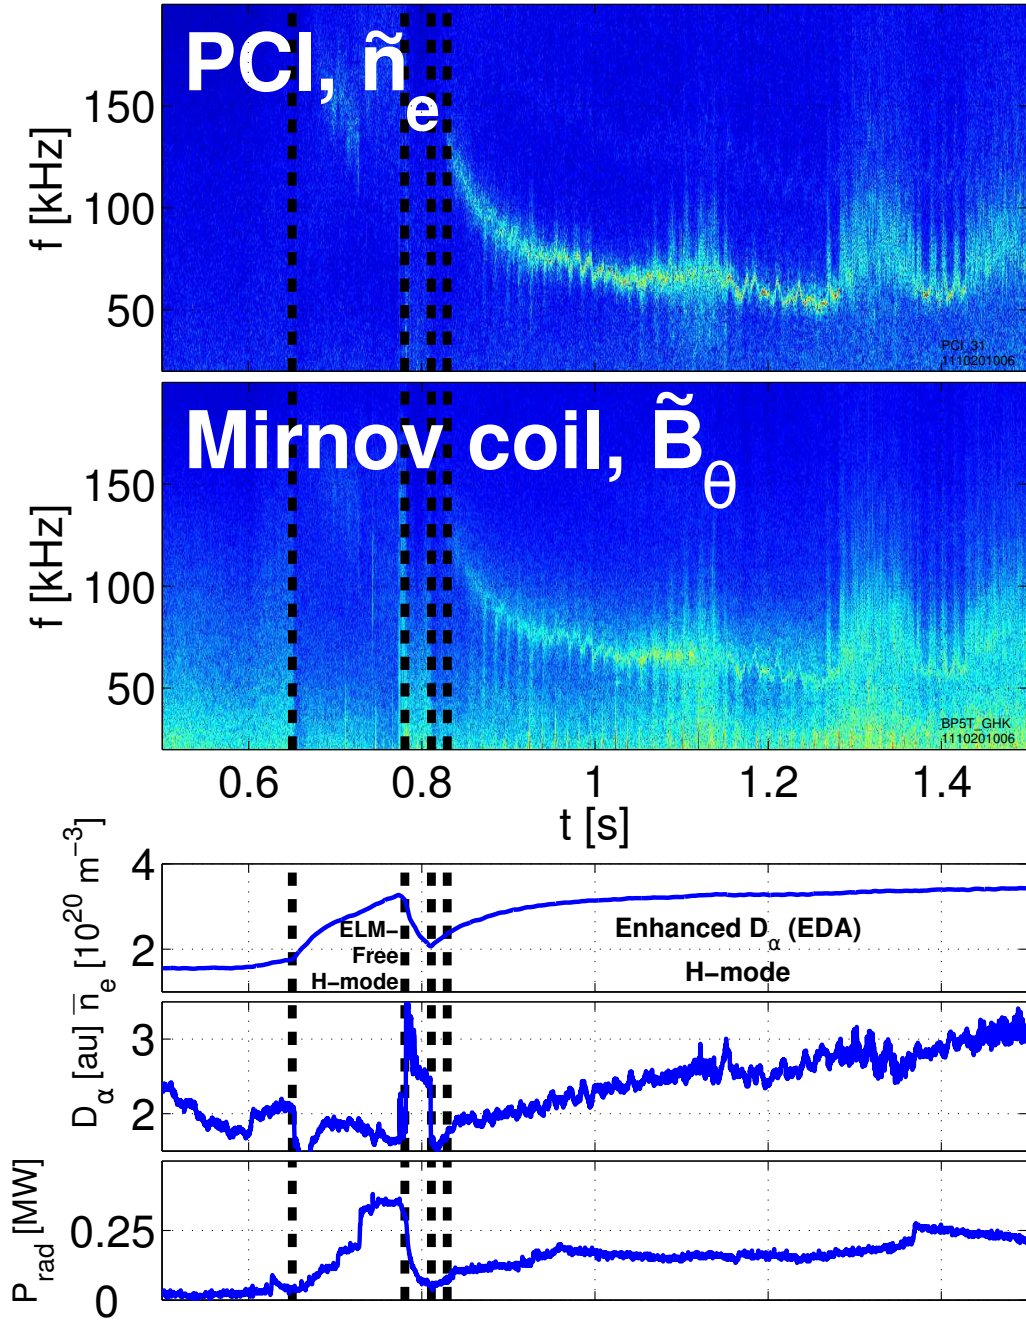 PCI, ñe
f [kHz]
150
100
50
PCI_31
1110201006
Mirnov coil, B̃θ
f [kHz]
150
100
50
BP5T_GHK
1110201006
0.6 0.8 1 1.2 1.4
t [s]
n̅e [10^20 m^-3]
4
2
ELM-
Free
H-mode
Enhanced Dα (EDA)
H-mode
Dα [au]
3
2
Prad [MW]
0.25
0